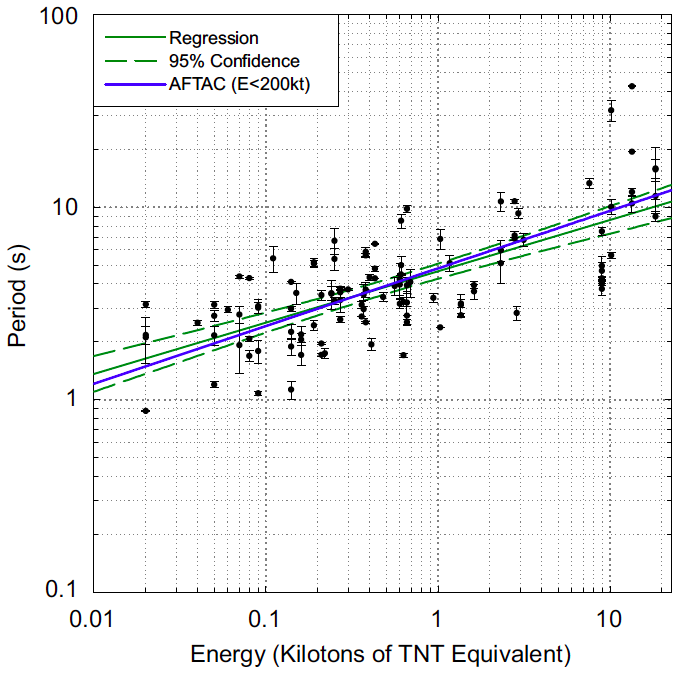 100
Regression
95% Confidence
AFTAC (E<200kt)
10
Period (s)
1
0.1
0.01
0.1
1
10
Energy (Kilotons of TNT Equivalent)